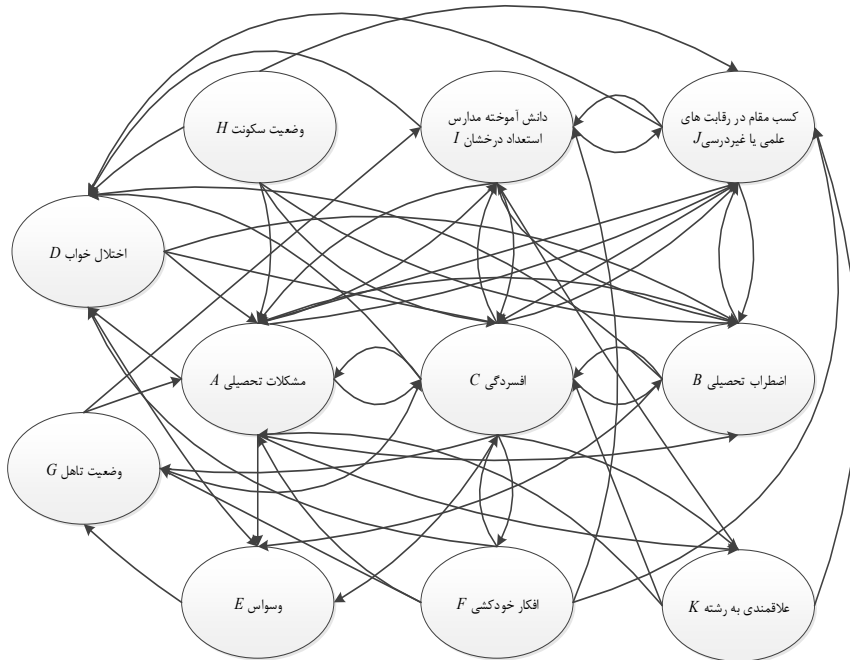 وضعیت سکونت H
دانش آموخته مدارس
استعداد درخشان I
کسب مقام در رقابت های
علمی یا غیردرسی J
اختلال خواب D
مشکلات تحصیلی A
افسردگی C
اضطراب تحصیلی B
وضعیت تاهل G
وسواس E
افکار خودکشی F
علاقمندی به رشته K